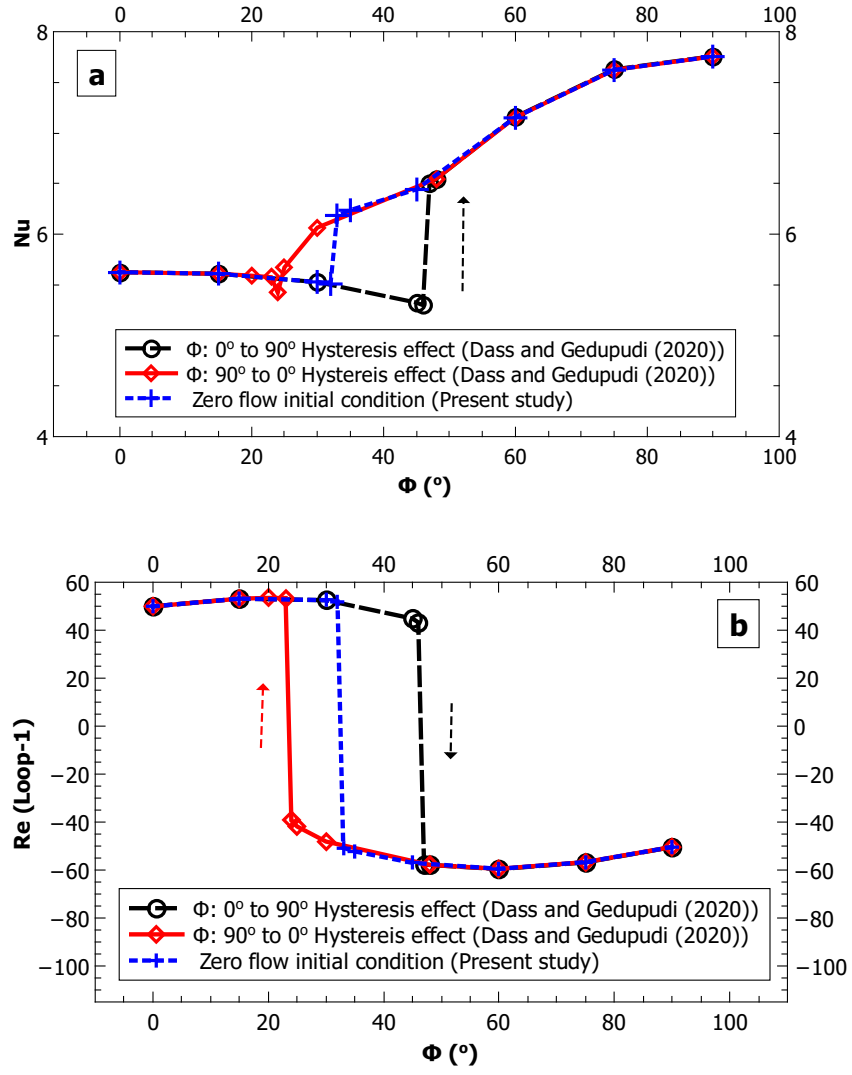 0 20 40 60 80 100
8 8
a
6 6
Nu
Φ: 0° to 90° Hysteresis effect (Dass and Gedupudi (2020))
Φ: 90° to 0° Hystereis effect (Dass and Gedupudi (2020))
Zero flow initial condition (Present study)
4 4
0 20 40 60 80 100
Φ (°)
0 20 40 60 80 100
60 60
b
40 40
20 20
0 0
Re (Loop-1)
−20 −20
−40 −40
−60 −60
Φ: 0° to 90° Hysteresis effect (Dass and Gedupudi (2020))
−80 −80
Φ: 90° to 0° Hystereis effect (Dass and Gedupudi (2020))
Zero flow initial condition (Present study)
−100 −100
0 20 40 60 80 100
Φ (°)